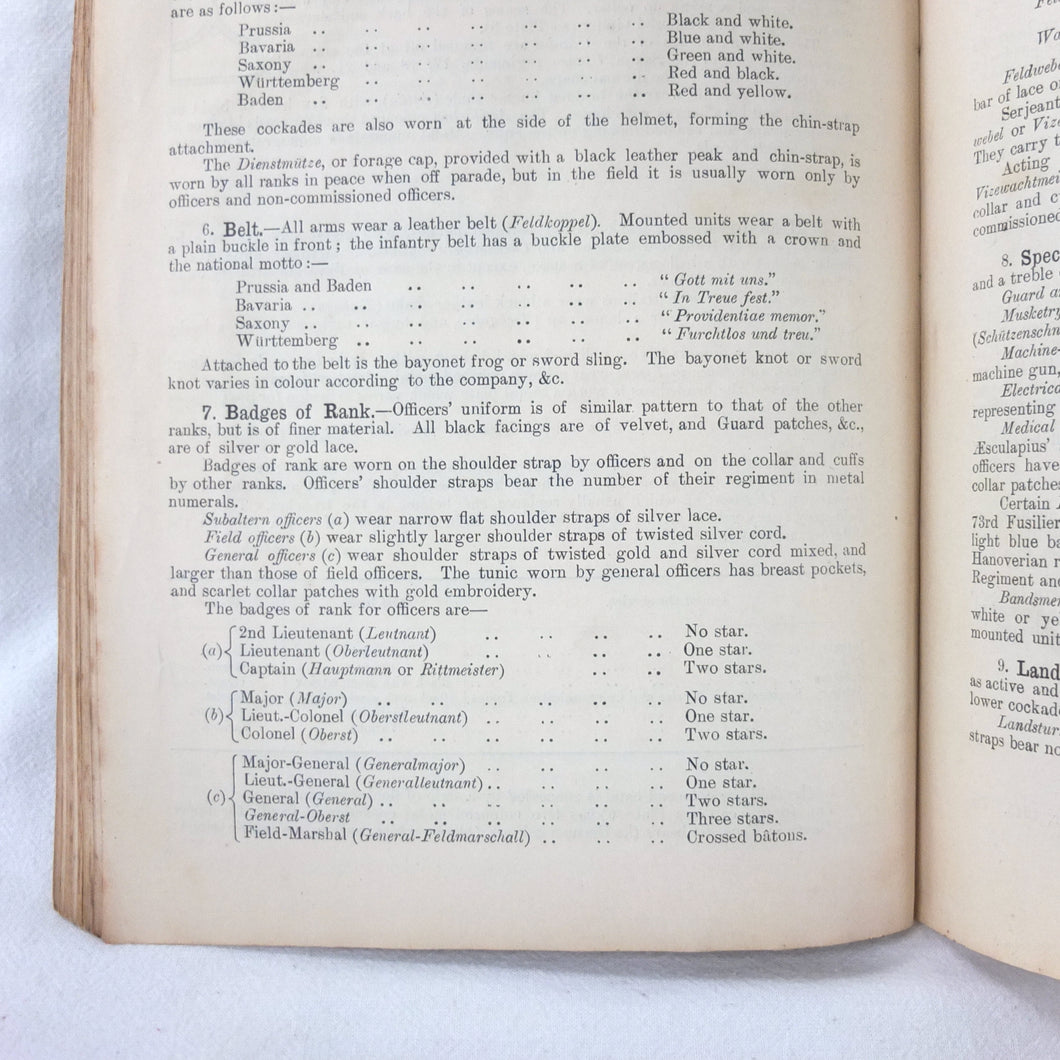 are as follows :—
Prussia .. .. .. .. .. .. Black and white.
Bavaria .. .. .. .. .. .. Blue and white.
Saxony .. .. .. .. .. .. Green and white.
Württemberg .. .. .. .. .. Red and black.
Baden .. .. .. .. .. .. Red and yellow.
These cockades are also worn at the side of the helmet, forming the chin-strap
attachment.
The Dienstmütze, or forage cap, provided with a black leather peak and chin-strap, is
worn by all ranks in peace when off parade, but in the field it is usually worn only by
officers and non-commissioned officers.
6. Belt.—All arms wear a leather belt (Feldkoppel). Mounted units wear a belt with
a plain buckle in front ; the infantry belt has a buckle plate embossed with a crown and
the national motto :—
Prussia and Baden .. .. .. .. .. “ Gott mit uns.”
Bavaria .. .. .. .. .. .. “ In Treue fest.”
Saxony .. .. .. .. .. .. “ Providentiae memor.”
Württemberg .. .. .. .. .. .. “ Furchtlos und treu.”
Attached to the belt is the bayonet frog or sword sling. The bayonet knot or sword
knot varies in colour according to the company, &c.
7. Badges of Rank.—Officers’ uniform is of similar pattern to that of the other
ranks, but is of finer material. All black facings are of velvet, and Guard patches, &c.,
are of silver or gold lace.
Badges of rank are worn on the shoulder strap by officers and on the collar and cuffs
by other ranks. Officers’ shoulder straps bear the number of their regiment in metal
numerals.
Subaltern officers (a) wear narrow flat shoulder straps of silver lace.
Field officers (b) wear slightly larger shoulder straps of twisted silver cord.
General officers (c) wear shoulder straps of twisted gold and silver cord mixed, and
larger than those of field officers. The tunic worn by general officers has breast pockets,
and scarlet collar patches with gold embroidery.
The badges of rank for officers are—
2nd Lieutenant (Leutnant) .. .. .. .. No star.
(a) Lieutenant (Oberleutnant) .. .. .. .. One star.
Captain (Hauptmann or Rittmeister) .. .. Two stars.
Major (Major) .. .. .. .. .. .. No star.
(b) Lieut.-Colonel (Oberstleutnant) .. .. .. .. One star.
Colonel (Oberst) .. .. .. .. .. .. Two stars.
Major-General (Generalmajor) .. .. .. .. No star.
Lieut.-General (Generalleutnant) .. .. .. .. One star.
(c) General (General) .. .. .. .. .. .. Two stars.
General-Oberst .. .. .. .. .. Three stars.
Field-Marshal (General-Feldmarschall) .. .. .. Crossed bâtons.
bar of lace
Serjeant
webel or
They carry
Acting
collar and
commissioned
8. Spec
and a treble
Guard
Musketry
Machine-
machine gun,
representing
Medical
Æsculapius’
officers have
collar patches
Certain
73rd Fusilier
light blue
Hanoverian
Regiment and
white or
mounted
9. Land
as active and
lower
straps bear